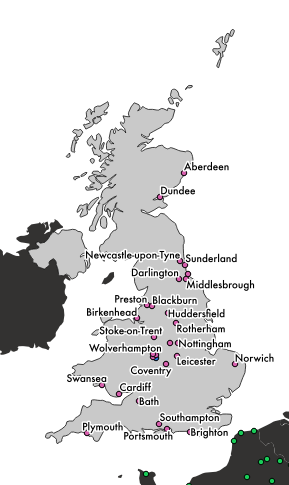 Aberdeen
Dundee
Newcastle-upon-Tyne
Sunderland
Darlington
Middlesbrough
Preston
Blackburn
Birkenhead
Huddersfield
Stoke-on-Trent
Rotherham
Wolverhampton
Nottingham
Norwich
Coventry
Leicester
Swansea
Cardiff
Bath
Plymouth
Southampton
Portsmouth
Brighton